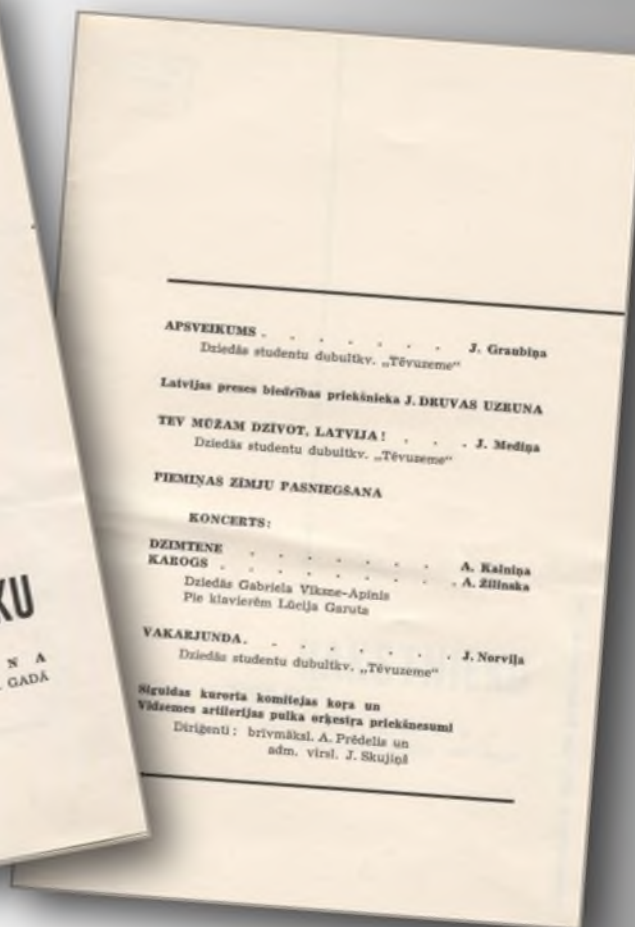 KU
N A
GADĀ
APSVEIKUMS . . . . . . . J. Graubiņa
Dziedās studentu dubultkv. „Tēvuzeme“
Latvijas preses biedrības priekšnieka J. DRUVAS UZRUNA
TEV MŪŽAM DZĪVOT, LATVIJA! . . . J. Mediņa
Dziedās studentu dubultkv. „Tēvuzeme“
PIEMIŅAS ZĪMJU PASNIEGŠANA
KONCERTS:
DZIMTENE . . . . . . . A. Kalniņa
KAROGS . . . . . . . . A. Žilinska
Dziedās Gabriela Vīksne-Apinis
Pie klavierēm Lūcija Garuta
VAKARJUNDA. . . . . . . J. Norviļa
Dziedās studentu dubultkv. „Tēvuzeme“
Siguldas kurorta komitejas koŗa un
Vidzemes artilerijas pulka orķestŗa priekšnesumi
Diriģenti: brīvmāksl. A. Prēdelis un
adm. virsl. J. Skujiņš